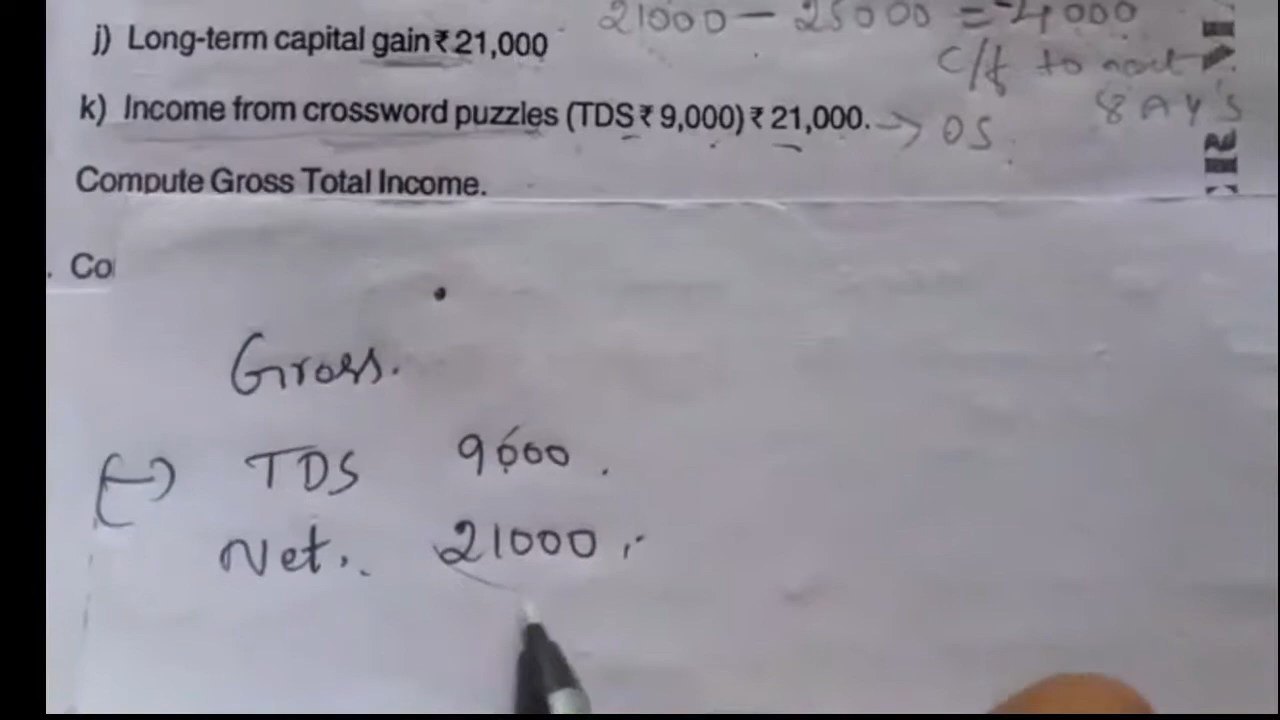 21000 - 25000 = -4000
j) Long-term capital gain ₹ 21,000
c/f to next
8 AY's
k) Income from crossword puzzles (TDS ₹ 9,000) ₹ 21,000. → OS
Compute Gross Total Income.
. Co
Gross.
(-) TDS 9000.
Net. 21000.